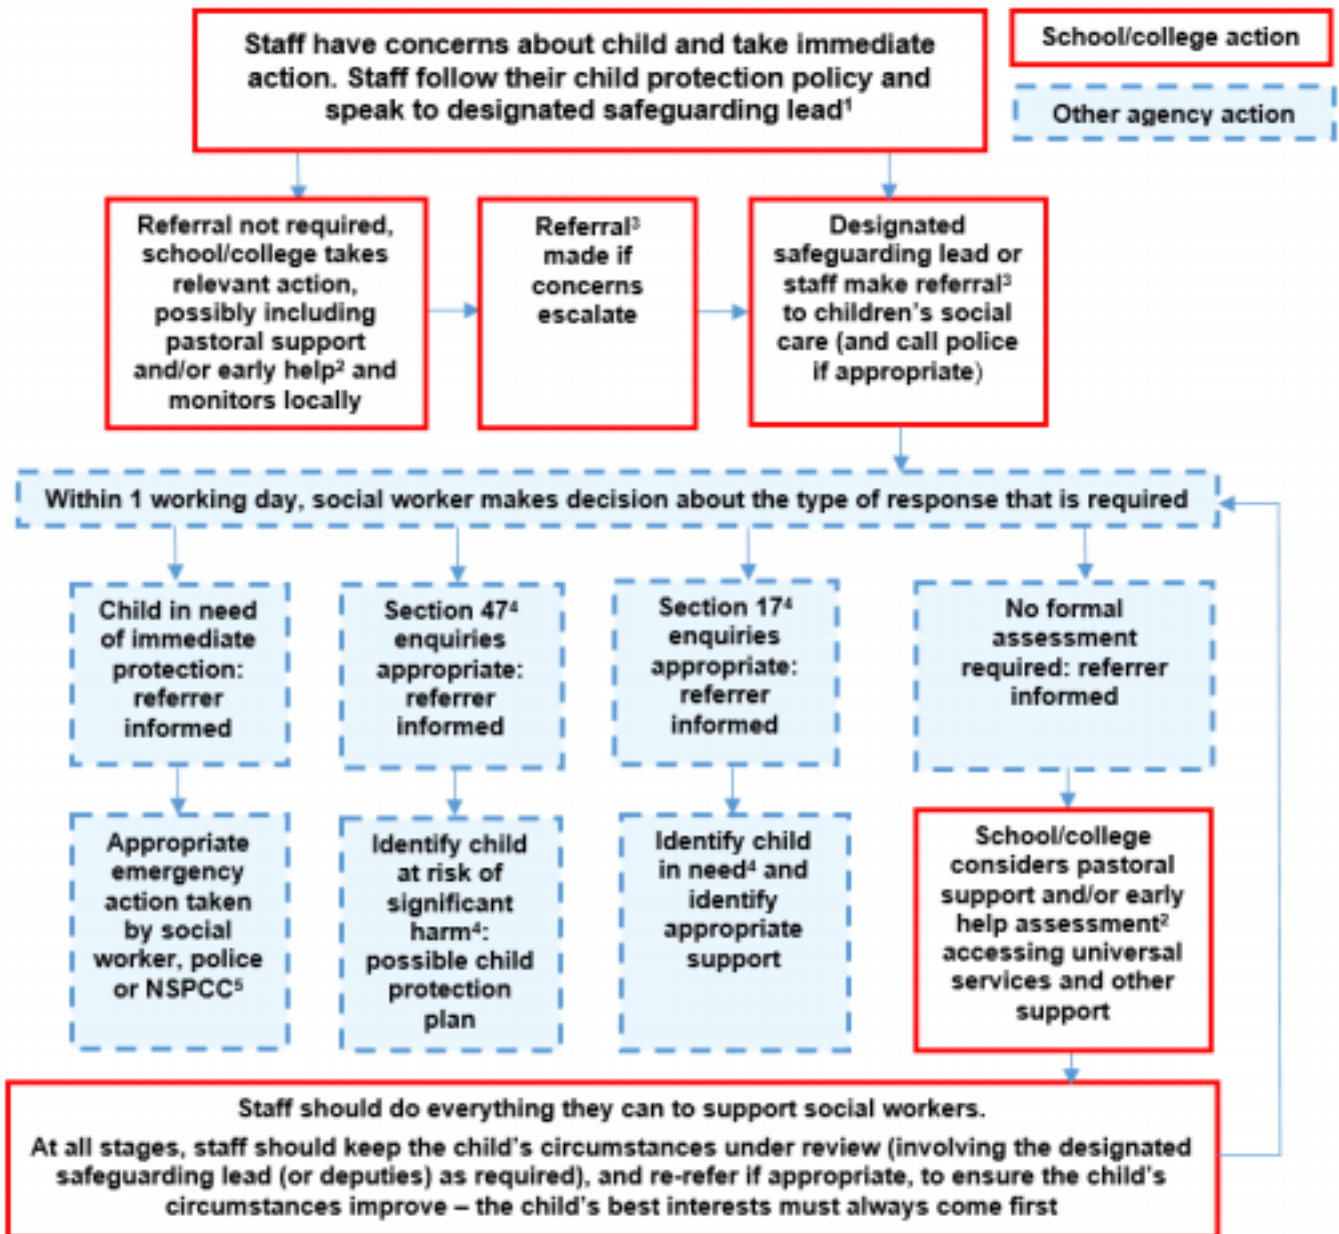 Staff have concerns about child and take immediate
action. Staff follow their child protection policy and
speak to designated safeguarding lead¹
School/college action
Other agency action
Referral not required,
school/college takes
relevant action,
possibly including
pastoral support
and/or early help² and
monitors locally
Referral³
made if
concerns
escalate
Designated
safeguarding lead or
staff make referral³
to children's social
care (and call police
if appropriate)
Within 1 working day, social worker makes decision about the type of response that is required
Child in need
of immediate
protection:
referrer
informed
Section 47⁴
enquiries
appropriate:
referrer
informed
Section 17⁴
enquiries
appropriate:
referrer
informed
No formal
assessment
required: referrer
informed
Appropriate
emergency
action taken
by social
worker, police
or NSPCC⁵
Identify child
at risk of
significant
harm⁴:
possible child
protection
plan
Identify child
in need⁴ and
identify
appropriate
support
School/college
considers pastoral
support and/or early
help assessment²
accessing universal
services and other
support
Staff should do everything they can to support social workers.
At all stages, staff should keep the child's circumstances under review (involving the designated
safeguarding lead (or deputies) as required), and re-refer if appropriate, to ensure the child's
circumstances improve – the child's best interests must always come first